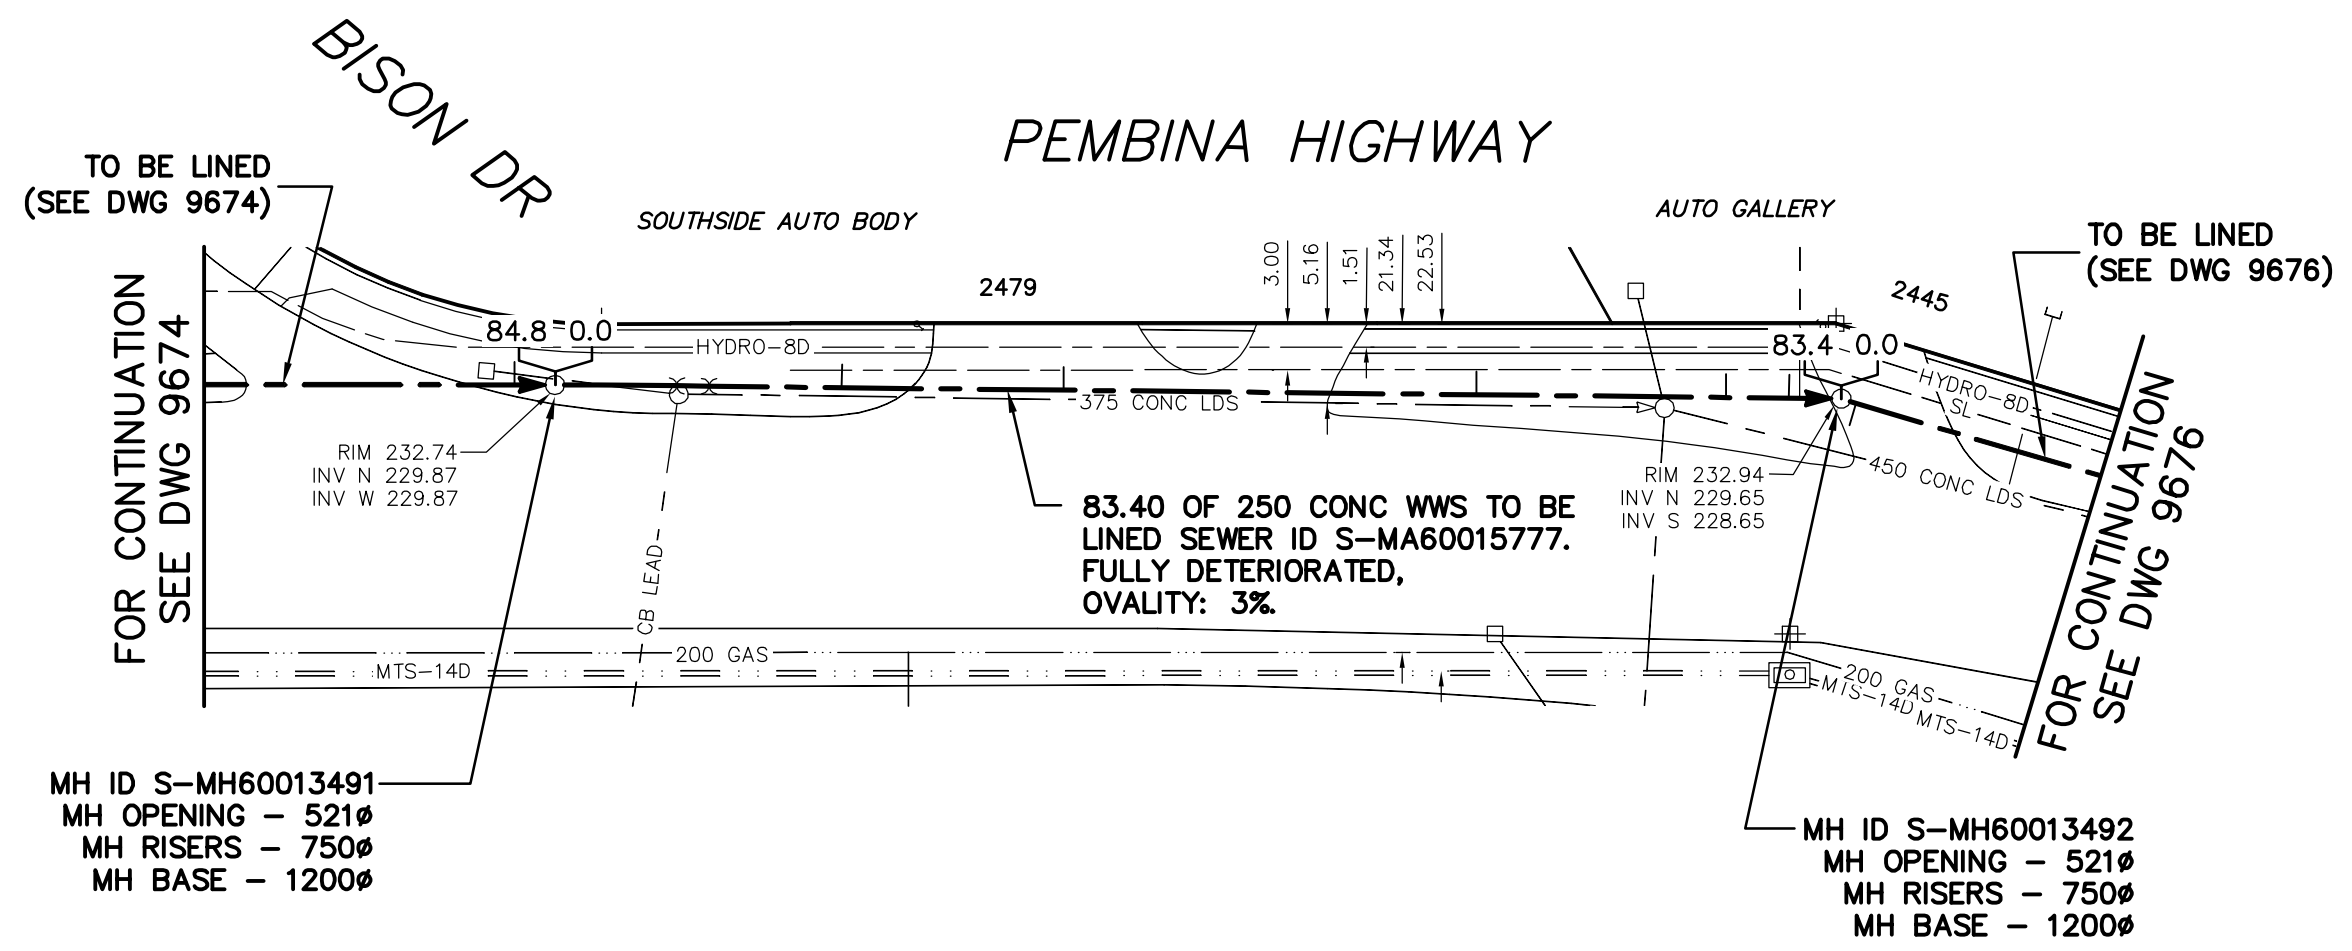 BISON DR
PEMBINA HIGHWAY
TO BE LINED
(SEE DWG 9674)
SOUTHSIDE AUTO BODY
AUTO GALLERY
TO BE LINED
(SEE DWG 9676)
2479
3.00
5.16
1.51
21.34
22.53
2445
FOR CONTINUATION
SEE DWG 9674
84.8 0.0
HYDRO-8D
83.4 0.0
HYDRO-8D
SL
375 CONC LDS
RIM 232.74
INV N 229.87
INV W 229.87
RIM 232.94
INV N 229.65
INV S 228.65
450 CONC LDS
83.40 OF 250 CONC WWS TO BE
LINED SEWER ID S-MA60015777.
FULLY DETERIORATED,
OVALITY: 3%.
CB LEAD
200 GAS
MTS-14D
200 GAS
MTS-14D
MTS-14D
FOR CONTINUATION
SEE DWG 9676
MH ID S-MH60013491
MH OPENING - 521ø
MH RISERS - 750ø
MH BASE - 1200ø
MH ID S-MH60013492
MH OPENING - 521ø
MH RISERS - 750ø
MH BASE - 1200ø